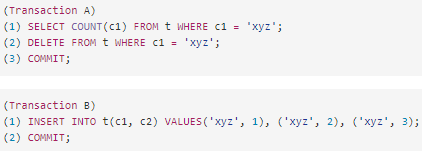 (Transaction A)
(1) SELECT COUNT(c1) FROM t WHERE c1 = 'xyz';
(2) DELETE FROM t WHERE c1 = 'xyz';
(3) COMMIT;
(Transaction B)
(1) INSERT INTO t(c1, c2) VALUES('xyz', 1), ('xyz', 2), ('xyz', 3);
(2) COMMIT;